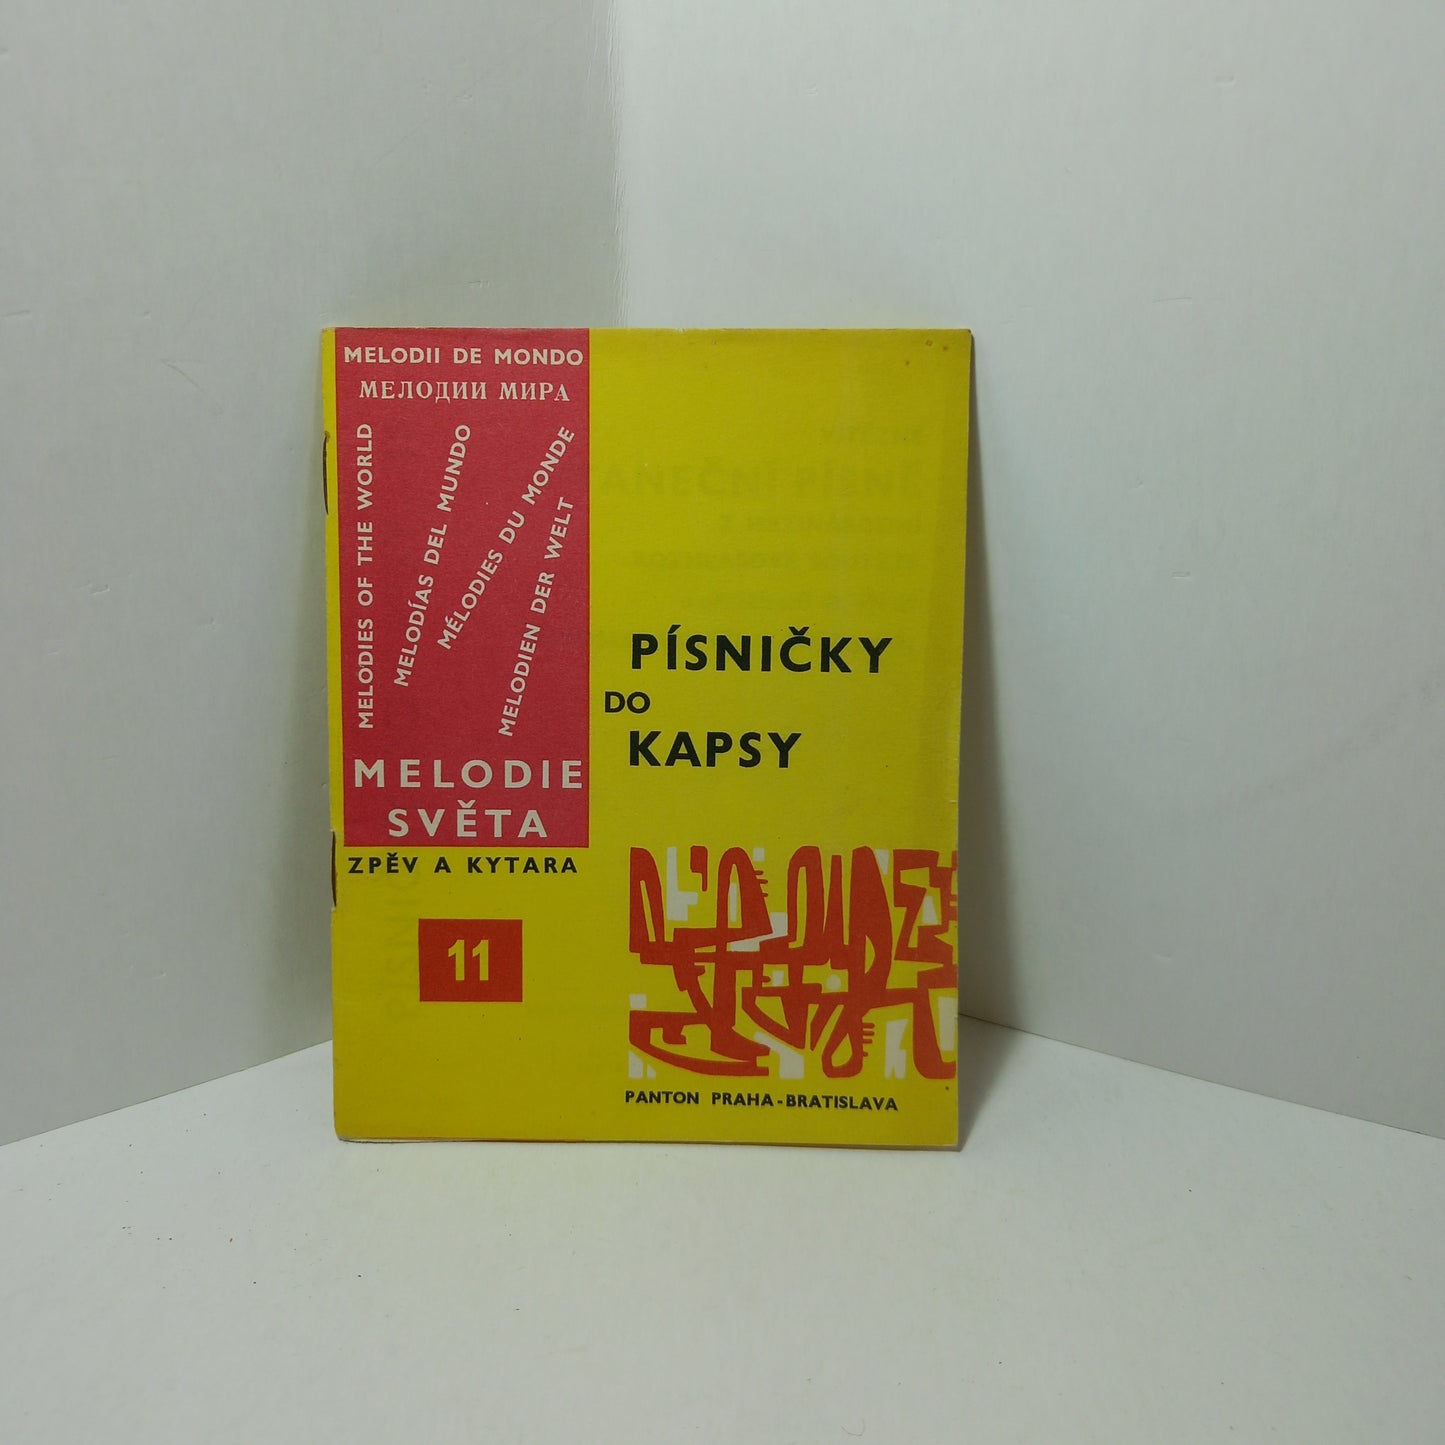 MELODII DE MONDO
МЕЛОДИИ МИРА
MELODIES OF THE WORLD
MELODÍAS DEL MUNDO
MÉLODIES DU MONDE
MELODIEN DER WELT
MELODIE
SVĚTA
ZPĚV A KYTARA
11
PÍSNIČKY
DO
KAPSY
PANTON PRAHA-BRATISLAVA